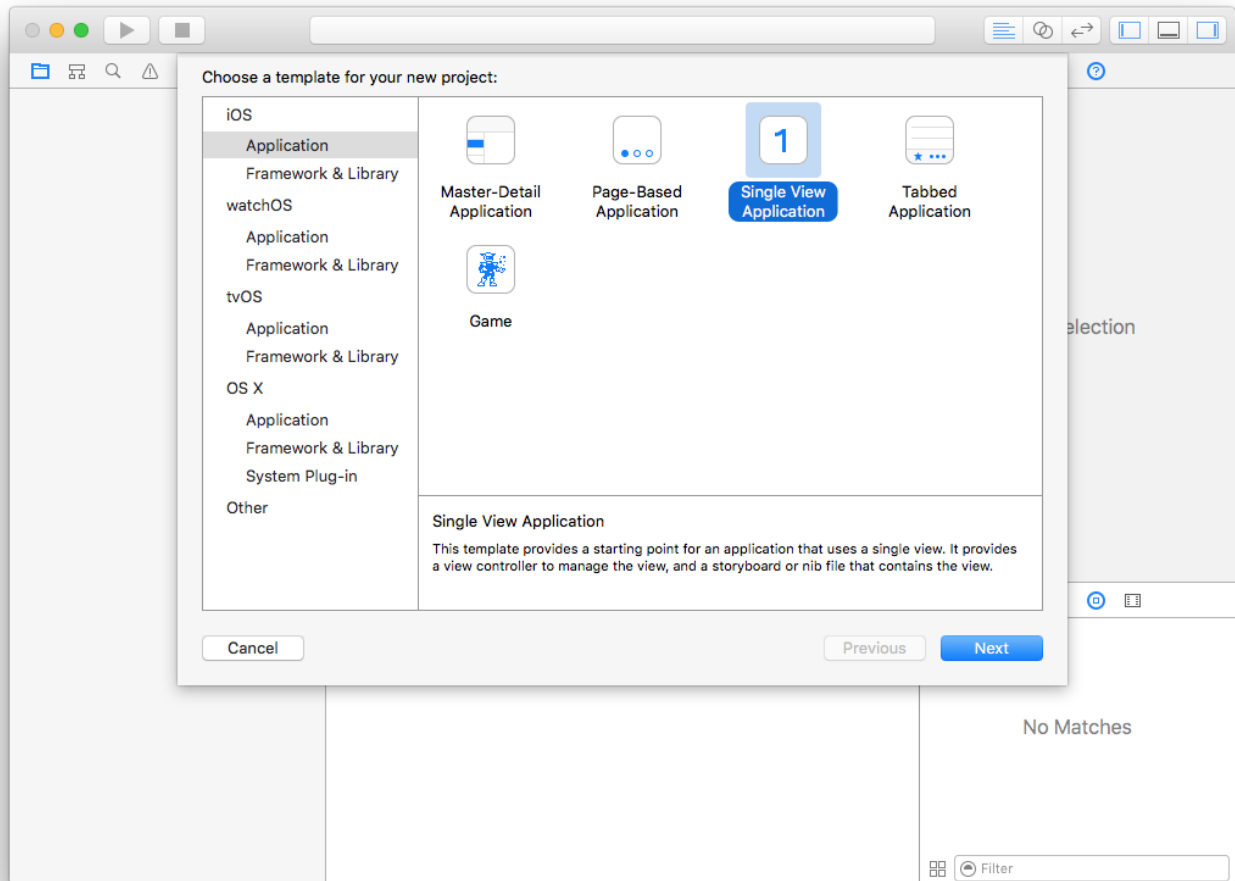 Choose a template for your new project:
iOS
Application
Framework & Library
watchOS
Application
Framework & Library
tvOS
Application
Framework & Library
OS X
Application
Framework & Library
System Plug-in
Other
Master-Detail
Application
Page-Based
Application
1
Single View
Application
Tabbed
Application
Game
Single View Application
This template provides a starting point for an application that uses a single view. It provides
a view controller to manage the view, and a storyboard or nib file that contains the view.
Cancel
Previous
Next
election
No Matches
Filter